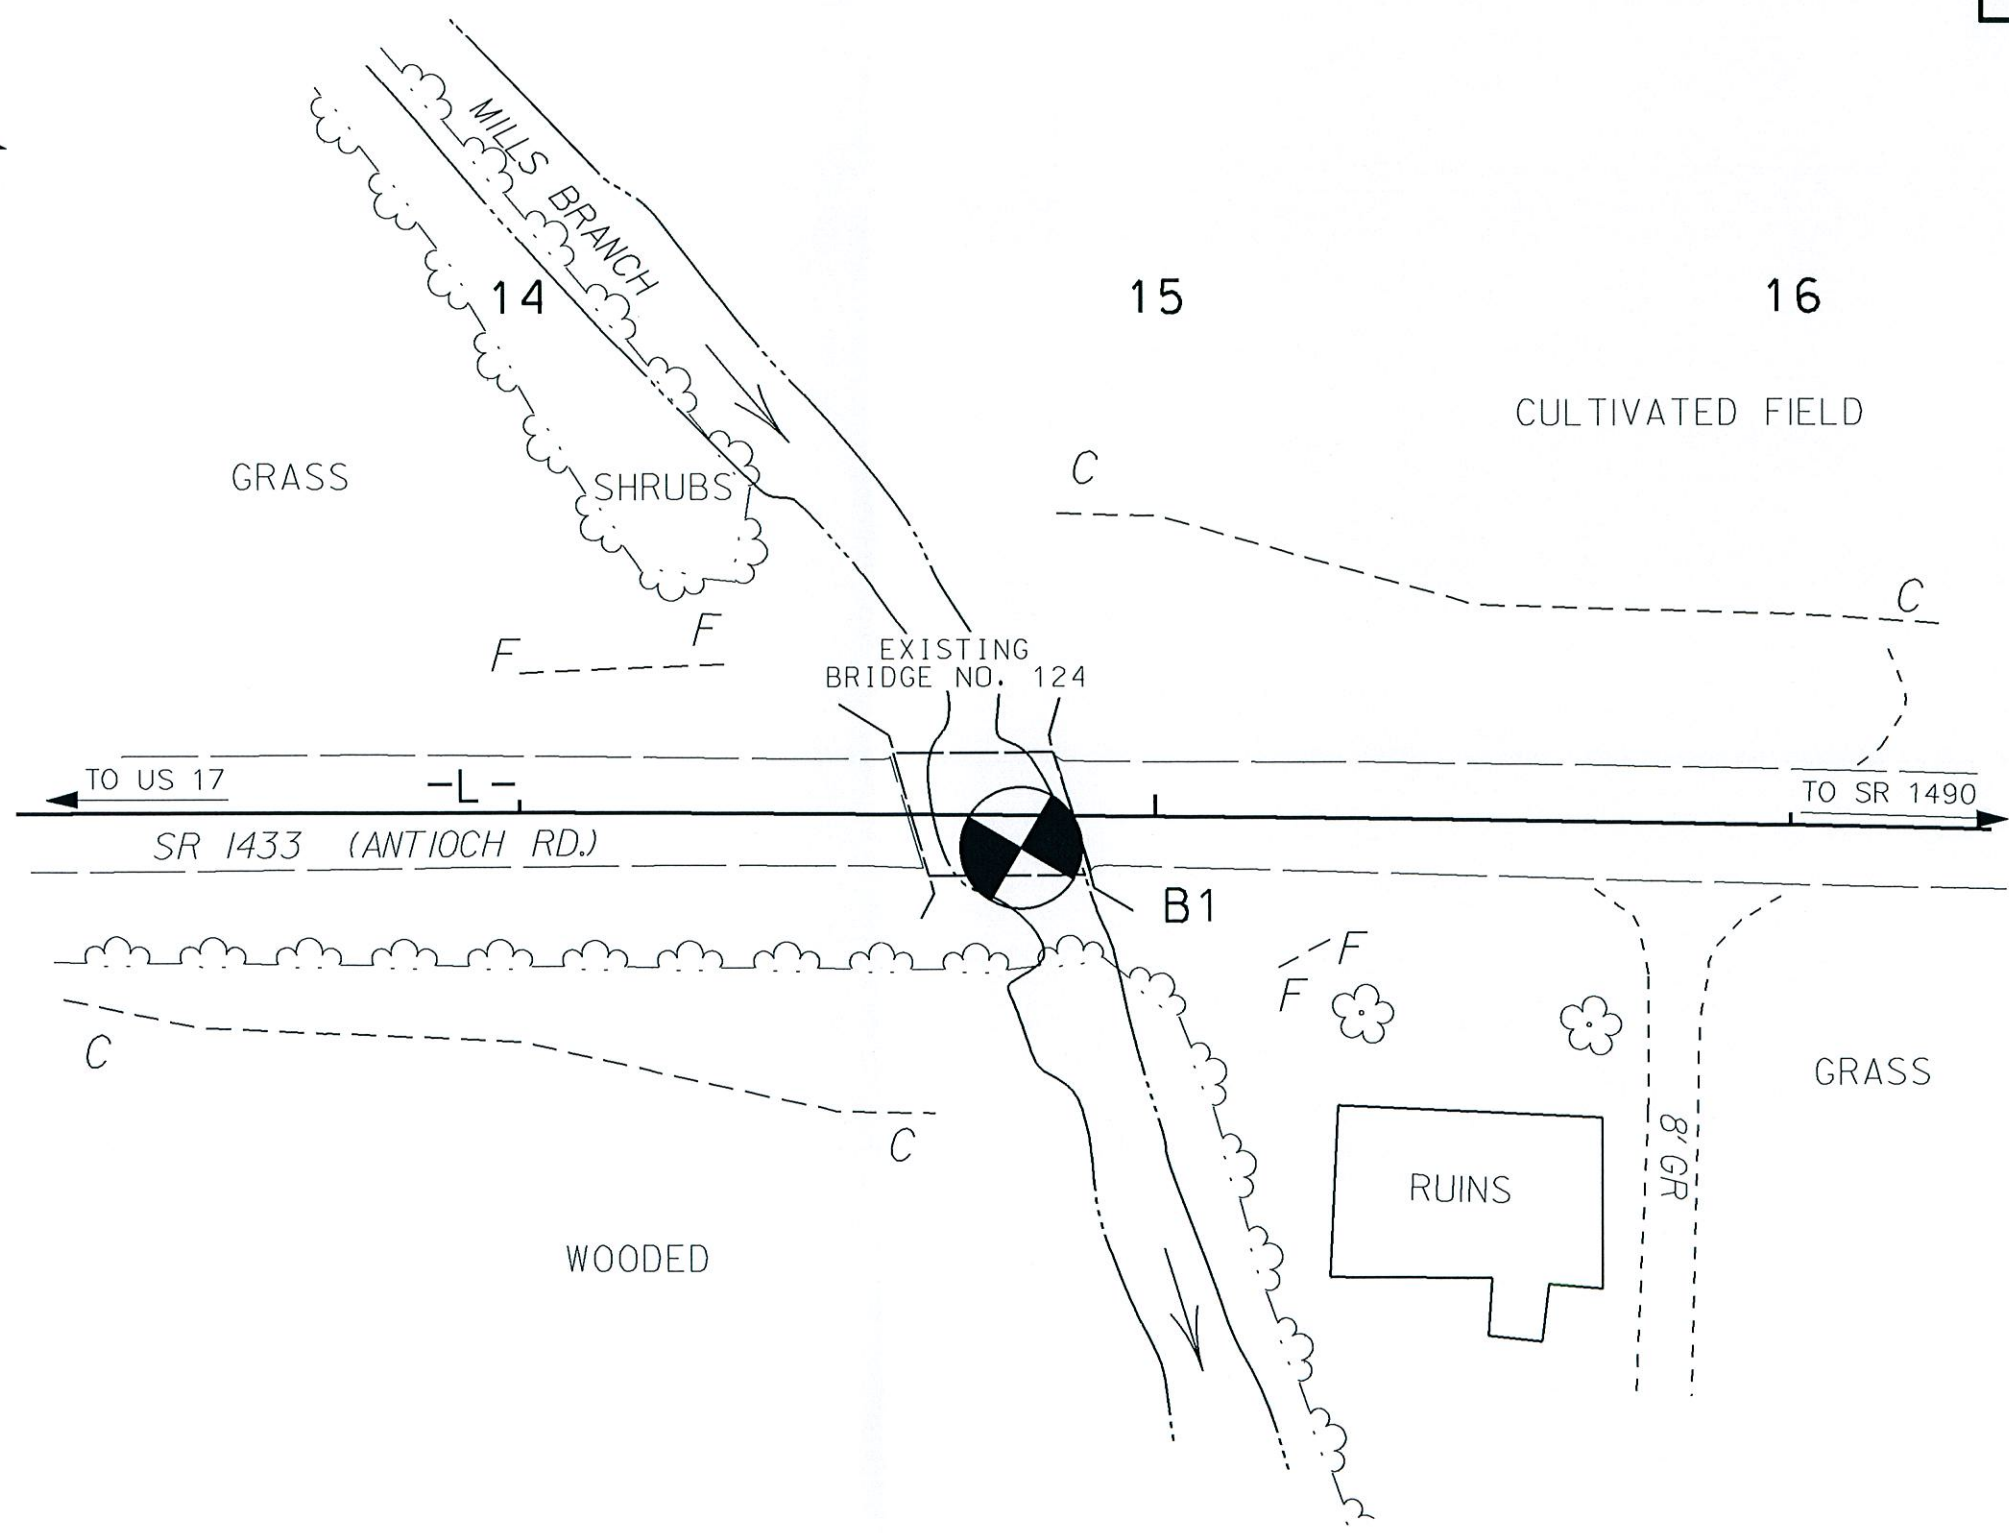 MILLS BRANCH
14
15
16
CULTIVATED FIELD
C
GRASS
SHRUBS
C
F
F
EXISTING
BRIDGE NO. 124
TO US 17
-L-
TO SR 1490
SR 1433 (ANTIOCH RD.)
B1
F
F
C
GRASS
C
8' GR
RUINS
WOODED